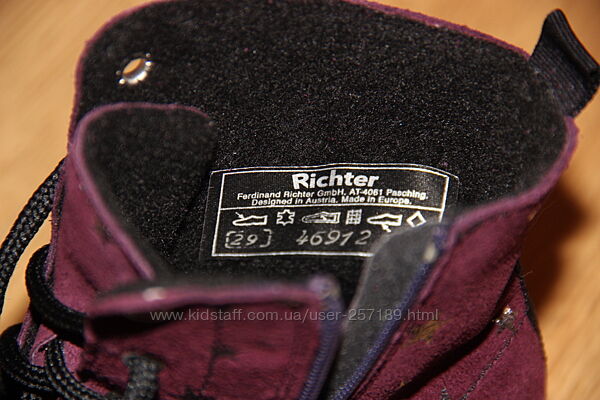 Richter
Ferdinand Richter GmbH. AT-4061 Pasching.
Designed in Austria. Made in Europe.
[29] 46912
www.kidstaff.com.ua/user-257189.html